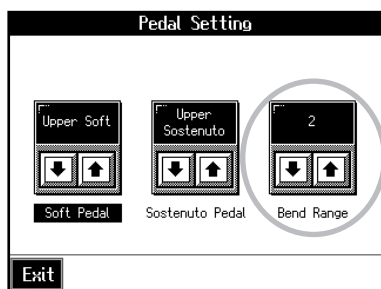 Pedal Setting
Upper Soft
Upper
Sostenuto
2
Soft Pedal
Sostenuto Pedal
Bend Range
Exit